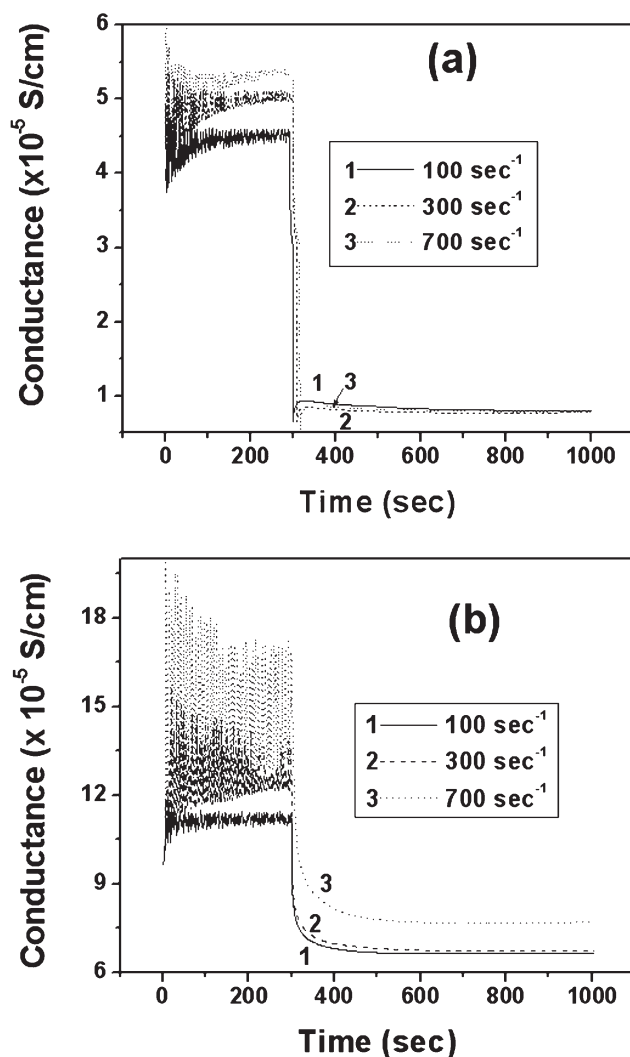 (a)
Conductance (x10⁻⁵ S/cm)
6
5
4
3
2
1
1 100 sec⁻¹
2 300 sec⁻¹
3 700 sec⁻¹
1
3
2
0 200 400 600 800 1000
Time (sec)
(b)
Conductance (x 10⁻⁵ S/cm)
18
15
12
9
6
1 100 sec⁻¹
2 300 sec⁻¹
3 700 sec⁻¹
3
2
1
0 200 400 600 800 1000
Time (sec)